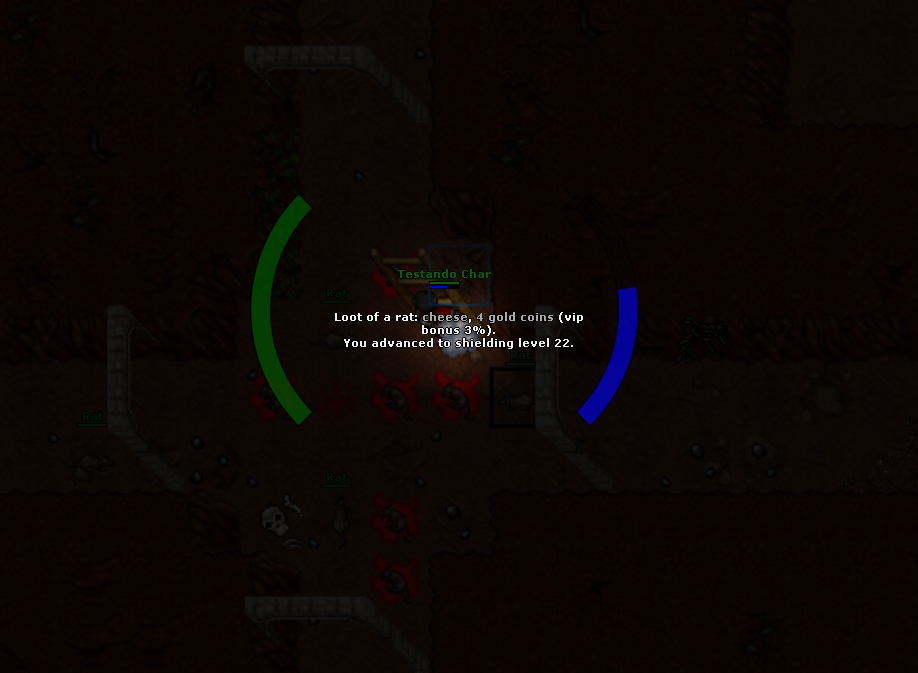 Testando Char
Rat
Loot of a rat: cheese, 4 gold coins (vip
bonus 3%).
You advanced to shielding level 22.
Rat
Rat
Rat